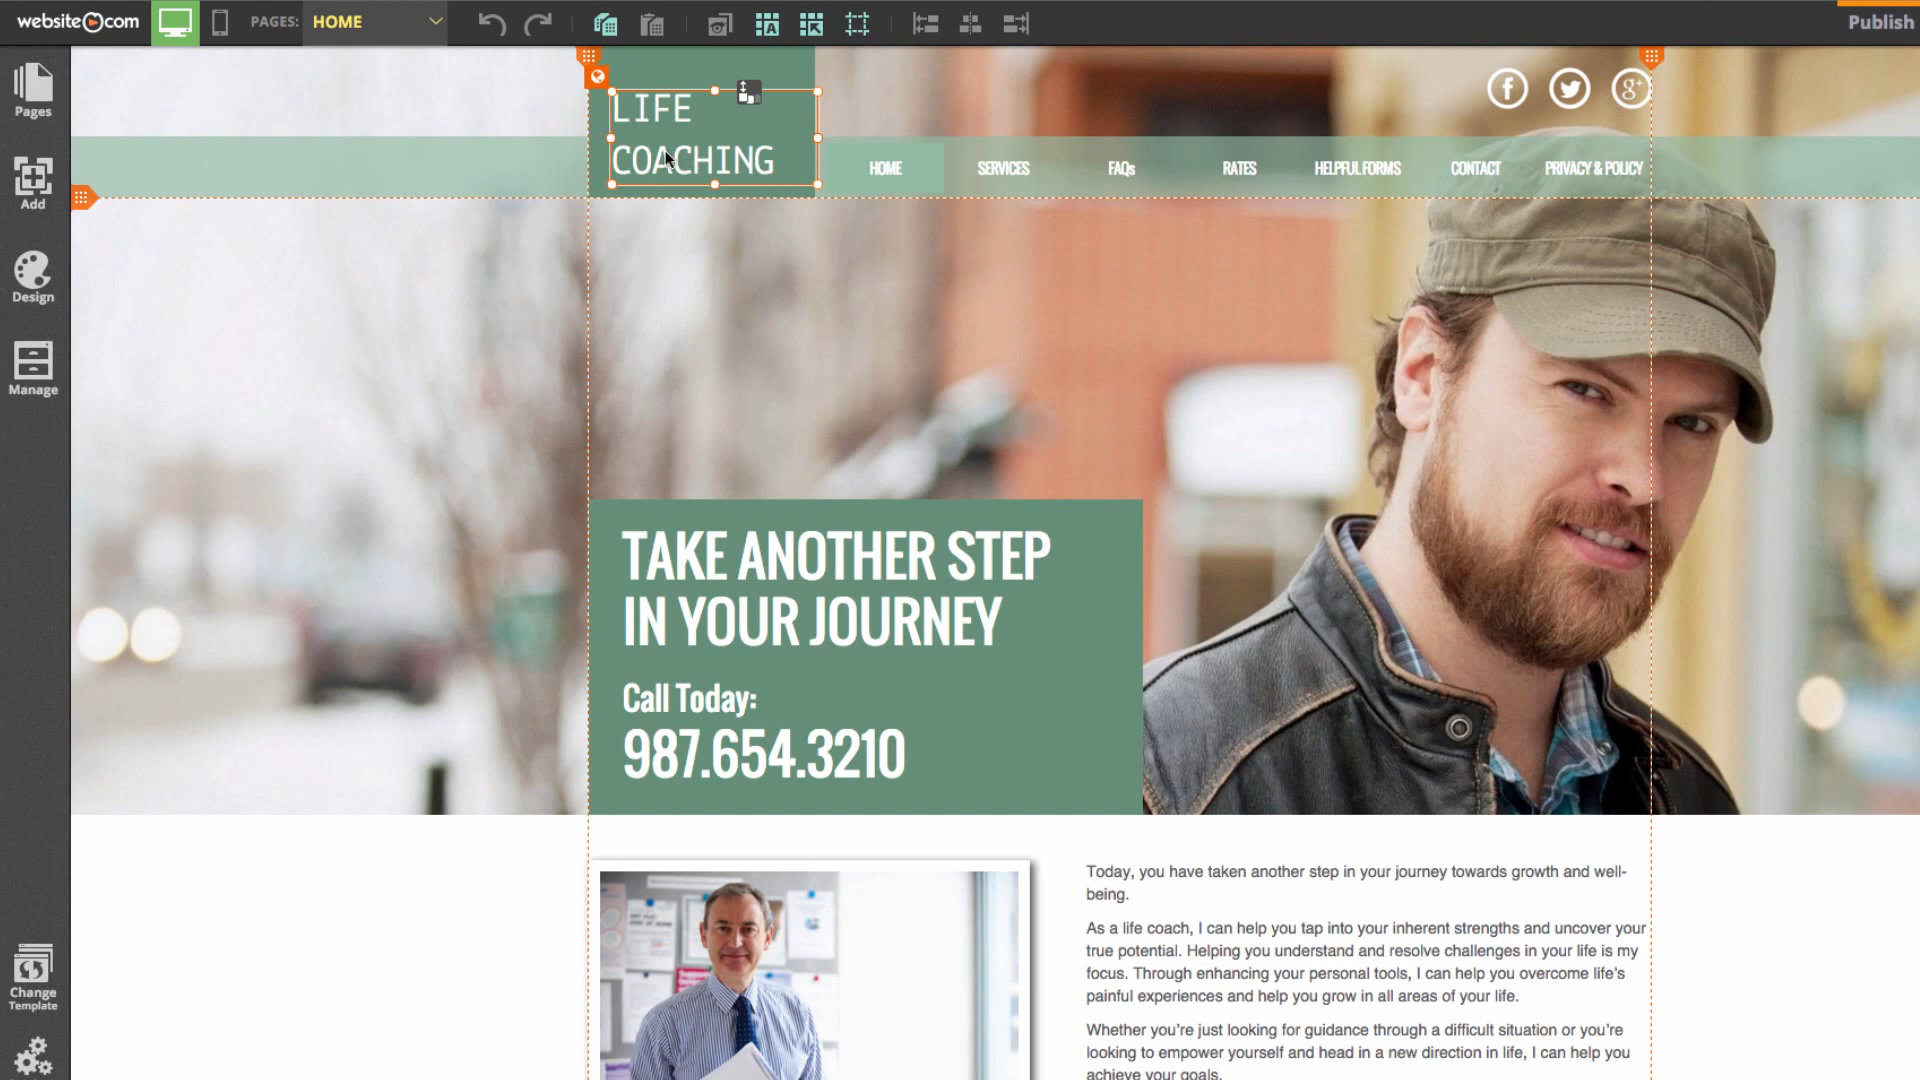 website.com
PAGES: HOME
Publish
Pages
Add
Design
Manage
Change
Template
LIFE
COACHING
HOME SERVICES FAQs RATES HELPFUL FORMS CONTACT PRIVACY & POLICY
TAKE ANOTHER STEP
IN YOUR JOURNEY
Call Today:
987.654.3210
Today, you have taken another step in your journey towards growth and well-
being.
As a life coach, I can help you tap into your inherent strengths and uncover your
true potential. Helping you understand and resolve challenges in your life is my
focus. Through enhancing your personal tools, I can help you overcome life's
painful experiences and help you grow in all areas of your life.
Whether you're just looking for guidance through a difficult situation or you're
looking to empower yourself and head in a new direction in life, I can help you
achieve your goals.